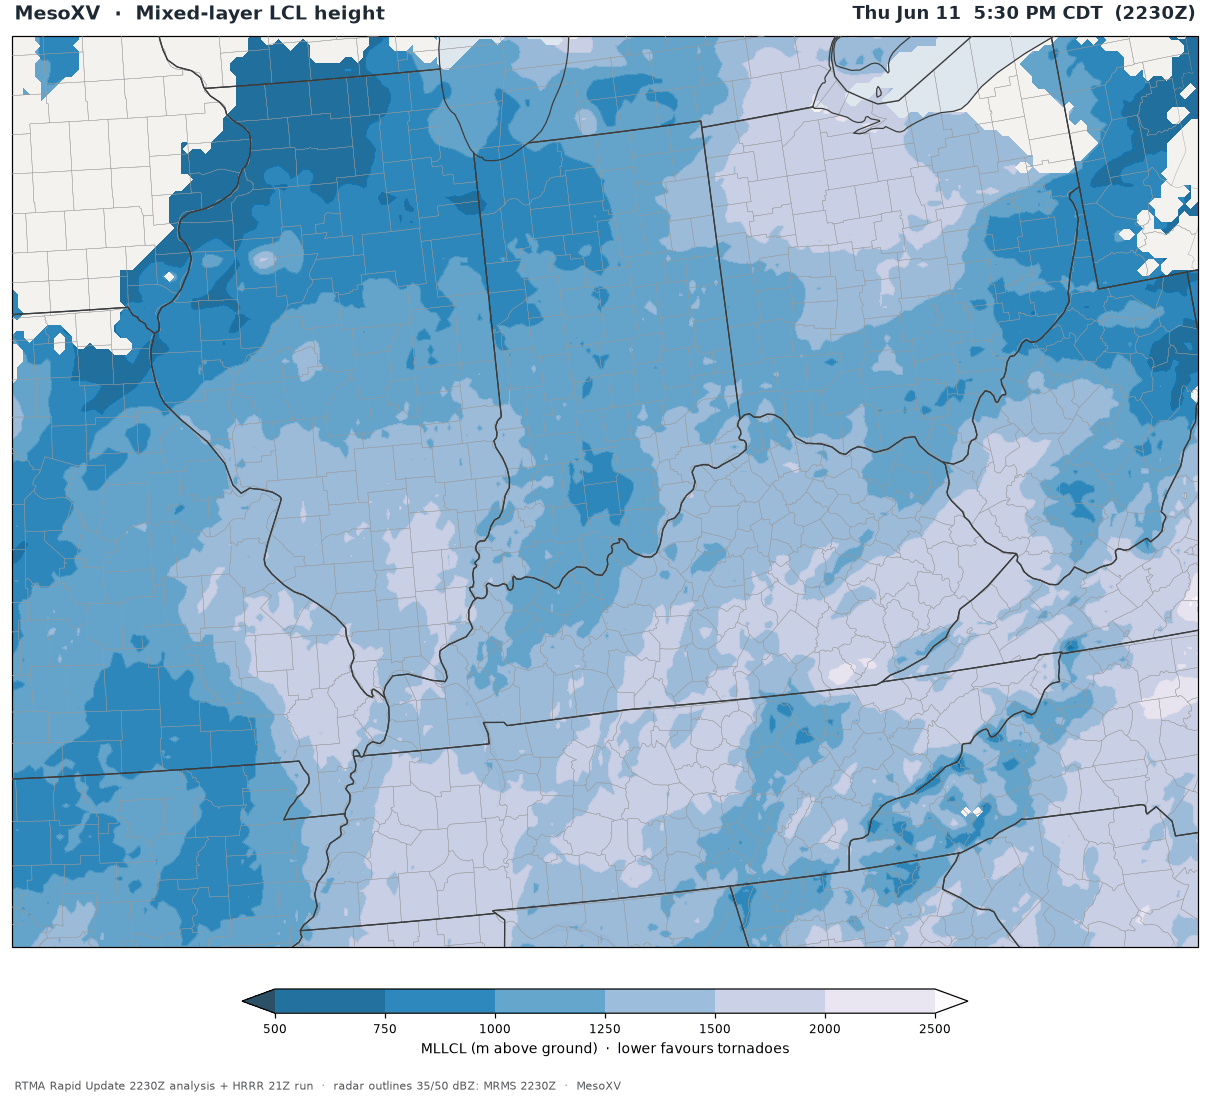 MesoXV · Mixed-layer LCL height
Thu Jun 11 5:30 PM CDT (2230Z)
500 750 1000 1250 1500 2000 2500
MLLCL (m above ground) · lower favours tornadoes
RTMA Rapid Update 2230Z analysis + HRRR 21Z run · radar outlines 35/50 dBZ: MRMS 2230Z · MesoXV